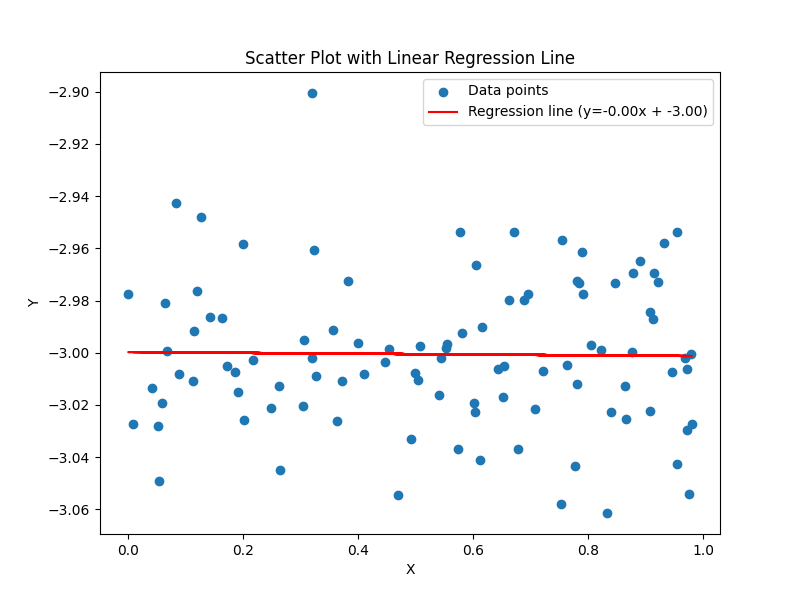 Scatter Plot with Linear Regression Line
Data points
Regression line (y=-0.00x + -3.00)
−2.90
−2.92
−2.94
−2.96
−2.98
−3.00
−3.02
−3.04
−3.06
Y
0.0 0.2 0.4 0.6 0.8 1.0
X